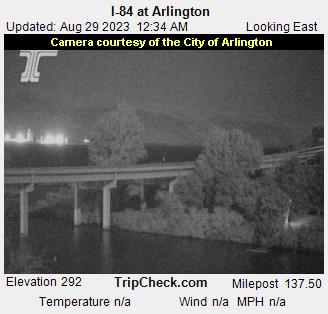 I-84 at Arlington
Updated: Aug 29 2023 12:34 AM Looking East
Camera courtesy of the City of Arlington
Elevation 292 TripCheck.com Milepost 137.50
Temperature n/a Wind n/a MPH n/a